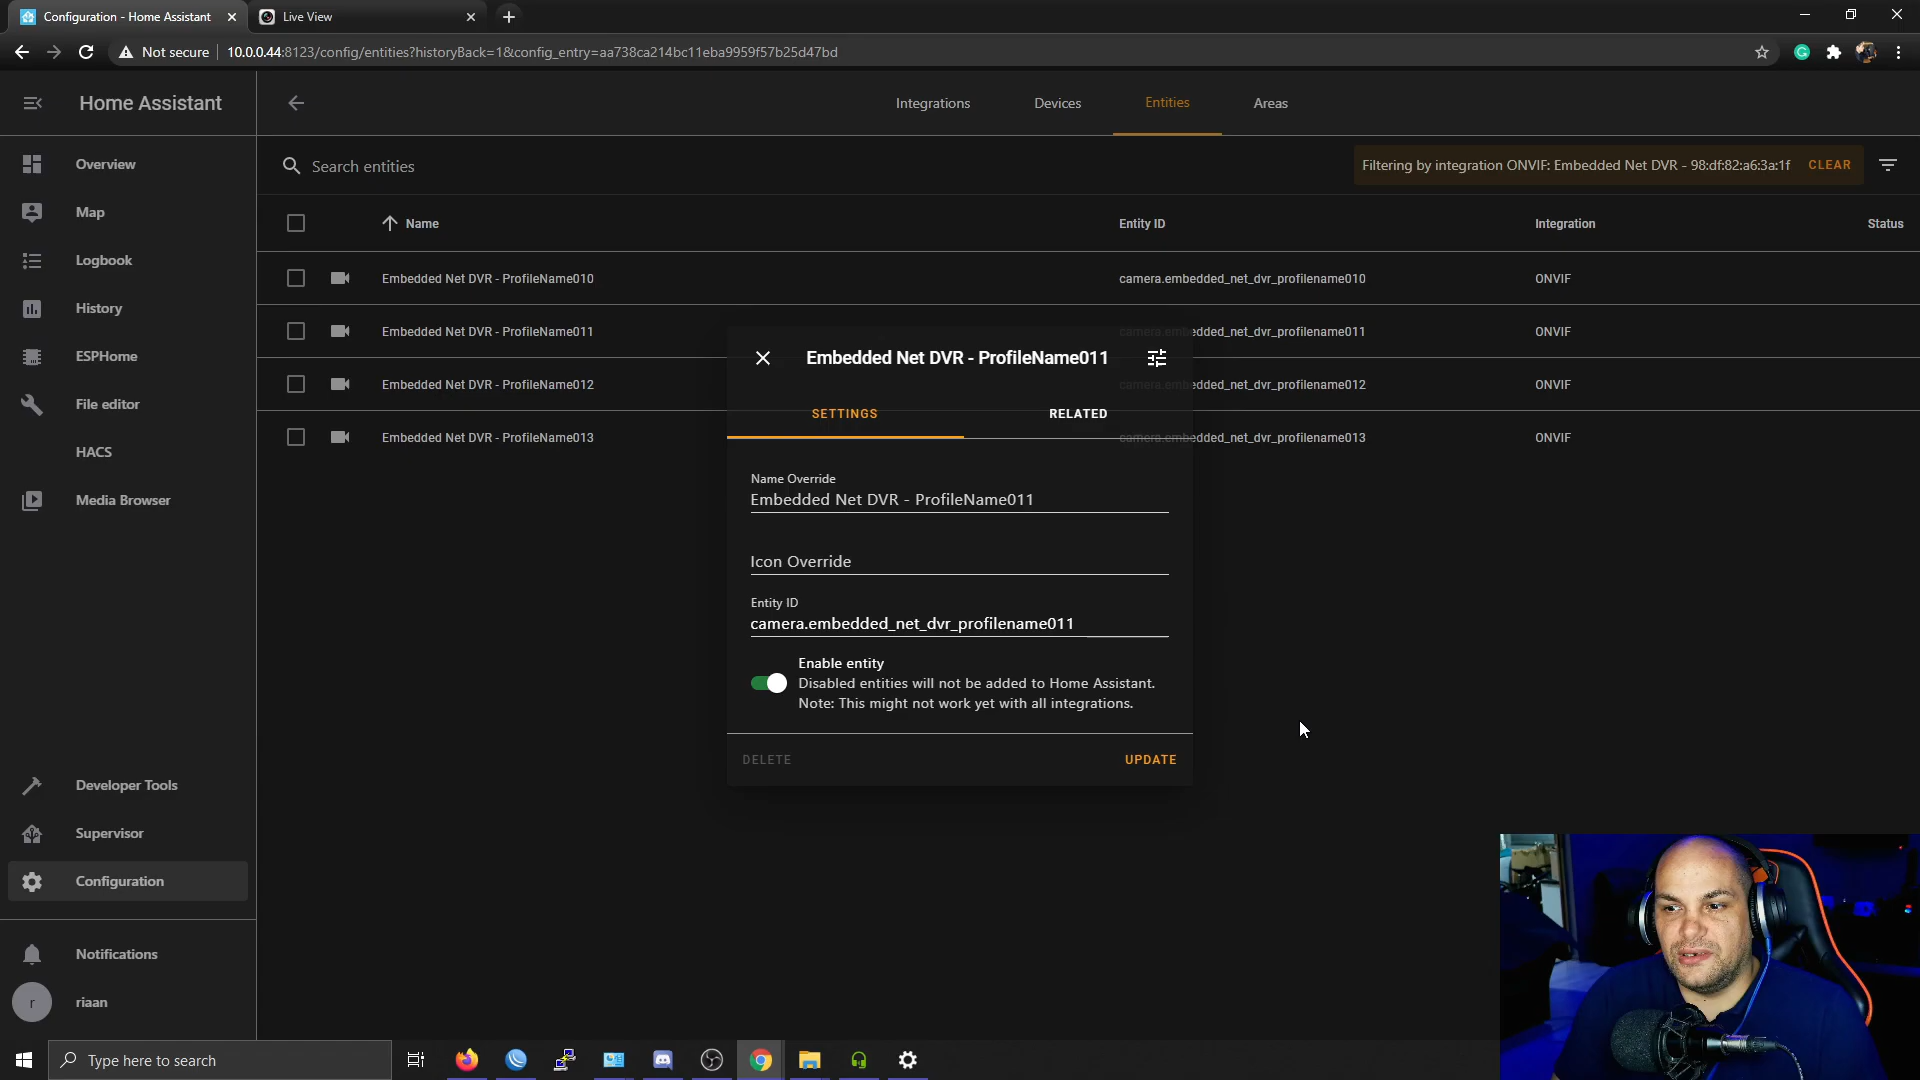 Configuration - Home Assistant
Live View
Not secure
10.0.0.44:8123/config/entities?historyBack=1&config_entry=aa738ca214bc11eba9959f57b25d47bd
Home Assistant
Integrations
Devices
Entities
Areas
Overview
Map
Logbook
History
ESPHome
File editor
HACS
Media Browser
Developer Tools
Supervisor
Configuration
Notifications
r
riaan
Search entities
Filtering by integration ONVIF: Embedded Net DVR - 98:df:82:a6:3a:1f
CLEAR
Name
Entity ID
Integration
Status
Embedded Net DVR - ProfileName010
camera.embedded_net_dvr_profilename010
ONVIF
Embedded Net DVR - ProfileName011
camera.embedded_net_dvr_profilename011
ONVIF
Embedded Net DVR - ProfileName012
camera.embedded_net_dvr_profilename012
ONVIF
Embedded Net DVR - ProfileName013
camera.embedded_net_dvr_profilename013
ONVIF
Embedded Net DVR - ProfileName011
SETTINGS
RELATED
Name Override
Embedded Net DVR - ProfileName011
Icon Override
Entity ID
camera.embedded_net_dvr_profilename011
Enable entity
Disabled entities will not be added to Home Assistant.
Note: This might not work yet with all integrations.
DELETE
UPDATE
Type here to search